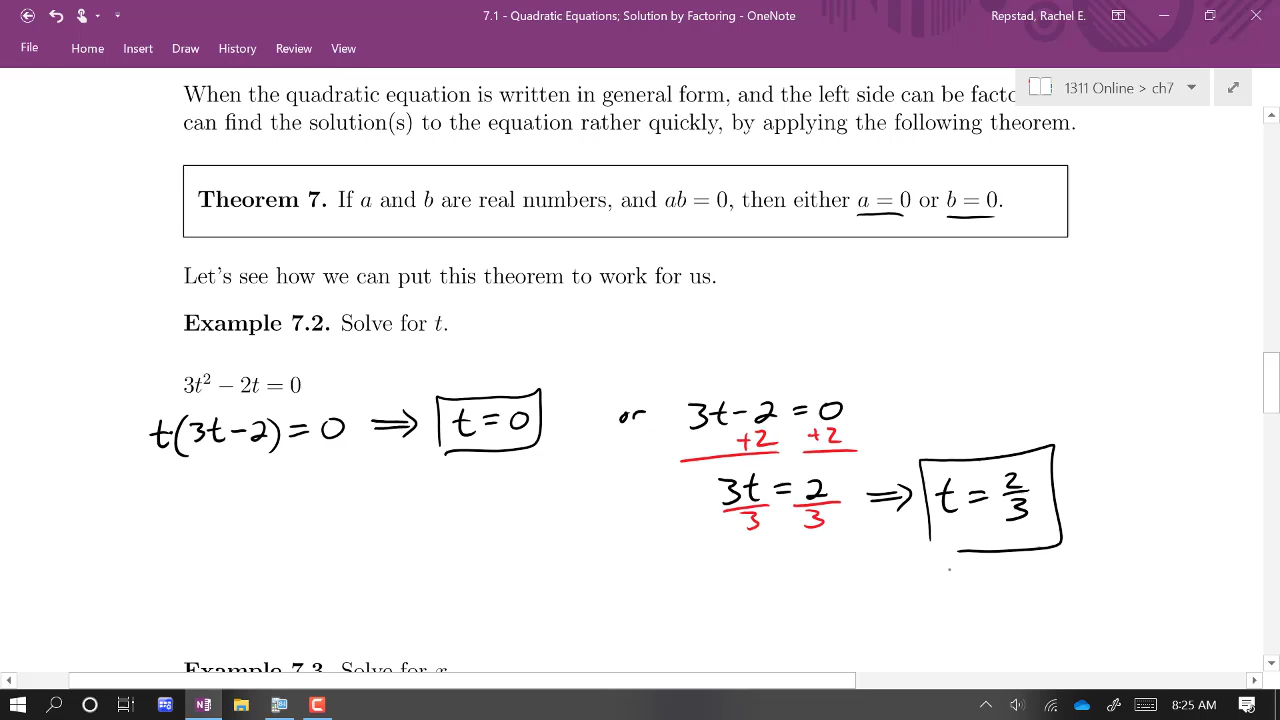 7.1 - Quadratic Equations; Solution by Factoring - OneNote
Repstad, Rachel E.
File Home Insert Draw History Review View
1311 Online > ch7
When the quadratic equation is written in general form, and the left side can be
can find the solution(s) to the equation rather quickly, by applying the following theorem.
Theorem 7. If a and b are real numbers, and ab = 0, then either a = 0 or b = 0.
Let's see how we can put this theorem to work for us.
Example 7.2. Solve for t.
3t² − 2t = 0
t(3t-2) = 0 ⟹ t = 0 or 3t-2 = 0
+2 +2
3t = 2 ⟹ t = 2/3
3 3
Example 7.3. Solve for x.
8:25 AM